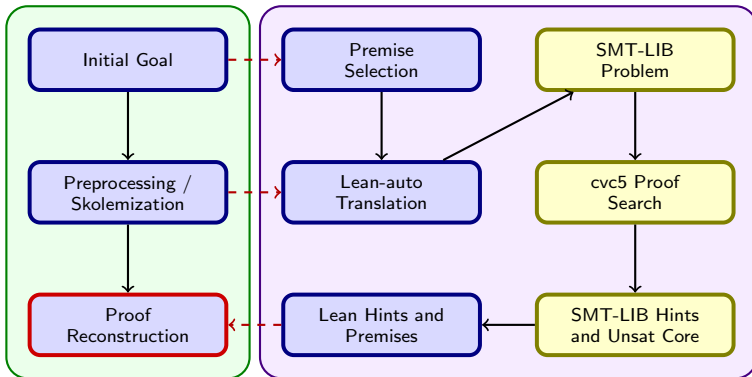 Initial Goal
Premise
Selection
SMT-LIB
Problem
Preprocessing /
Skolemization
Lean-auto
Translation
cvc5 Proof
Search
Proof
Reconstruction
Lean Hints and
Premises
SMT-LIB Hints
and Unsat Core